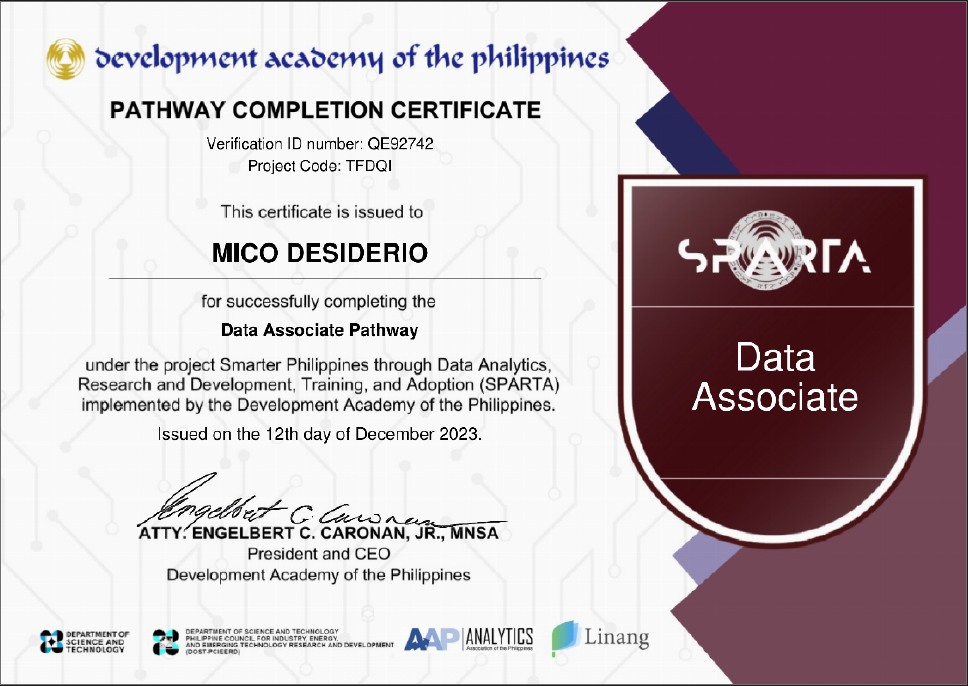 development academy of the philippines
PATHWAY COMPLETION CERTIFICATE
Verification ID number: QE92742
Project Code: TFDQI
This certificate is issued to
MICO DESIDERIO
for successfully completing the
Data Associate Pathway
under the project Smarter Philippines through Data Analytics,
Research and Development, Training, and Adoption (SPARTA)
implemented by the Development Academy of the Philippines.
Issued on the 12th day of December 2023.
Engelbert C. Caronan
ATTY. ENGELBERT C. CARONAN, JR., MNSA
President and CEO
Development Academy of the Philippines
SPARTA
Data
Associate
DEPARTMENT OF
SCIENCE AND
TECHNOLOGY
DEPARTMENT OF SCIENCE AND TECHNOLOGY
PHILIPPINE COUNCIL FOR INDUSTRY, ENERGY,
AND EMERGING TECHNOLOGY RESEARCH AND DEVELOPMENT
(DOST-PCIEERD)
AAP ANALYTICS
Association of the Philippines
Linang